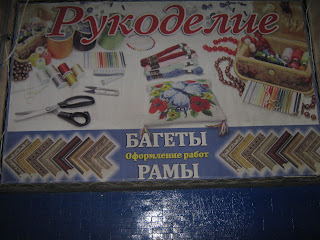 Рукоделие
БАГЕТЫ
Оформление работ
РАМЫ